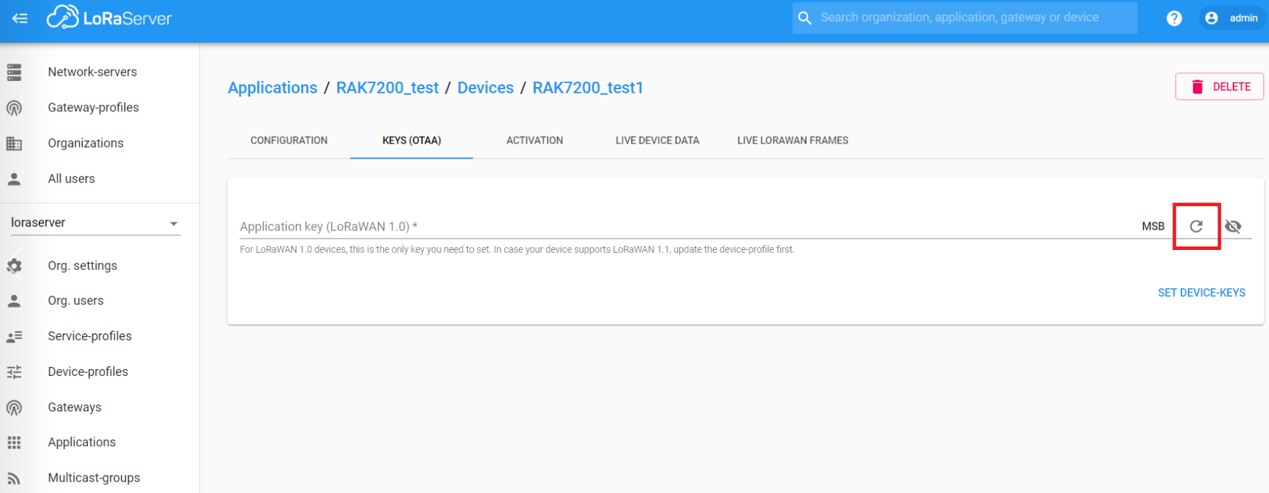 LoRaServer
Search organization, application, gateway or device
? admin
Network-servers
Gateway-profiles
Organizations
All users
loraserver
Org. settings
Org. users
Service-profiles
Device-profiles
Gateways
Applications
Multicast-groups
Applications / RAK7200_test / Devices / RAK7200_test1
DELETE
CONFIGURATION KEYS (OTAA) ACTIVATION LIVE DEVICE DATA LIVE LORAWAN FRAMES
Application key (LoRaWAN 1.0) * MSB
For LoRaWAN 1.0 devices, this is the only key you need to set. In case your device supports LoRaWAN 1.1, update the device-profile first.
SET DEVICE-KEYS